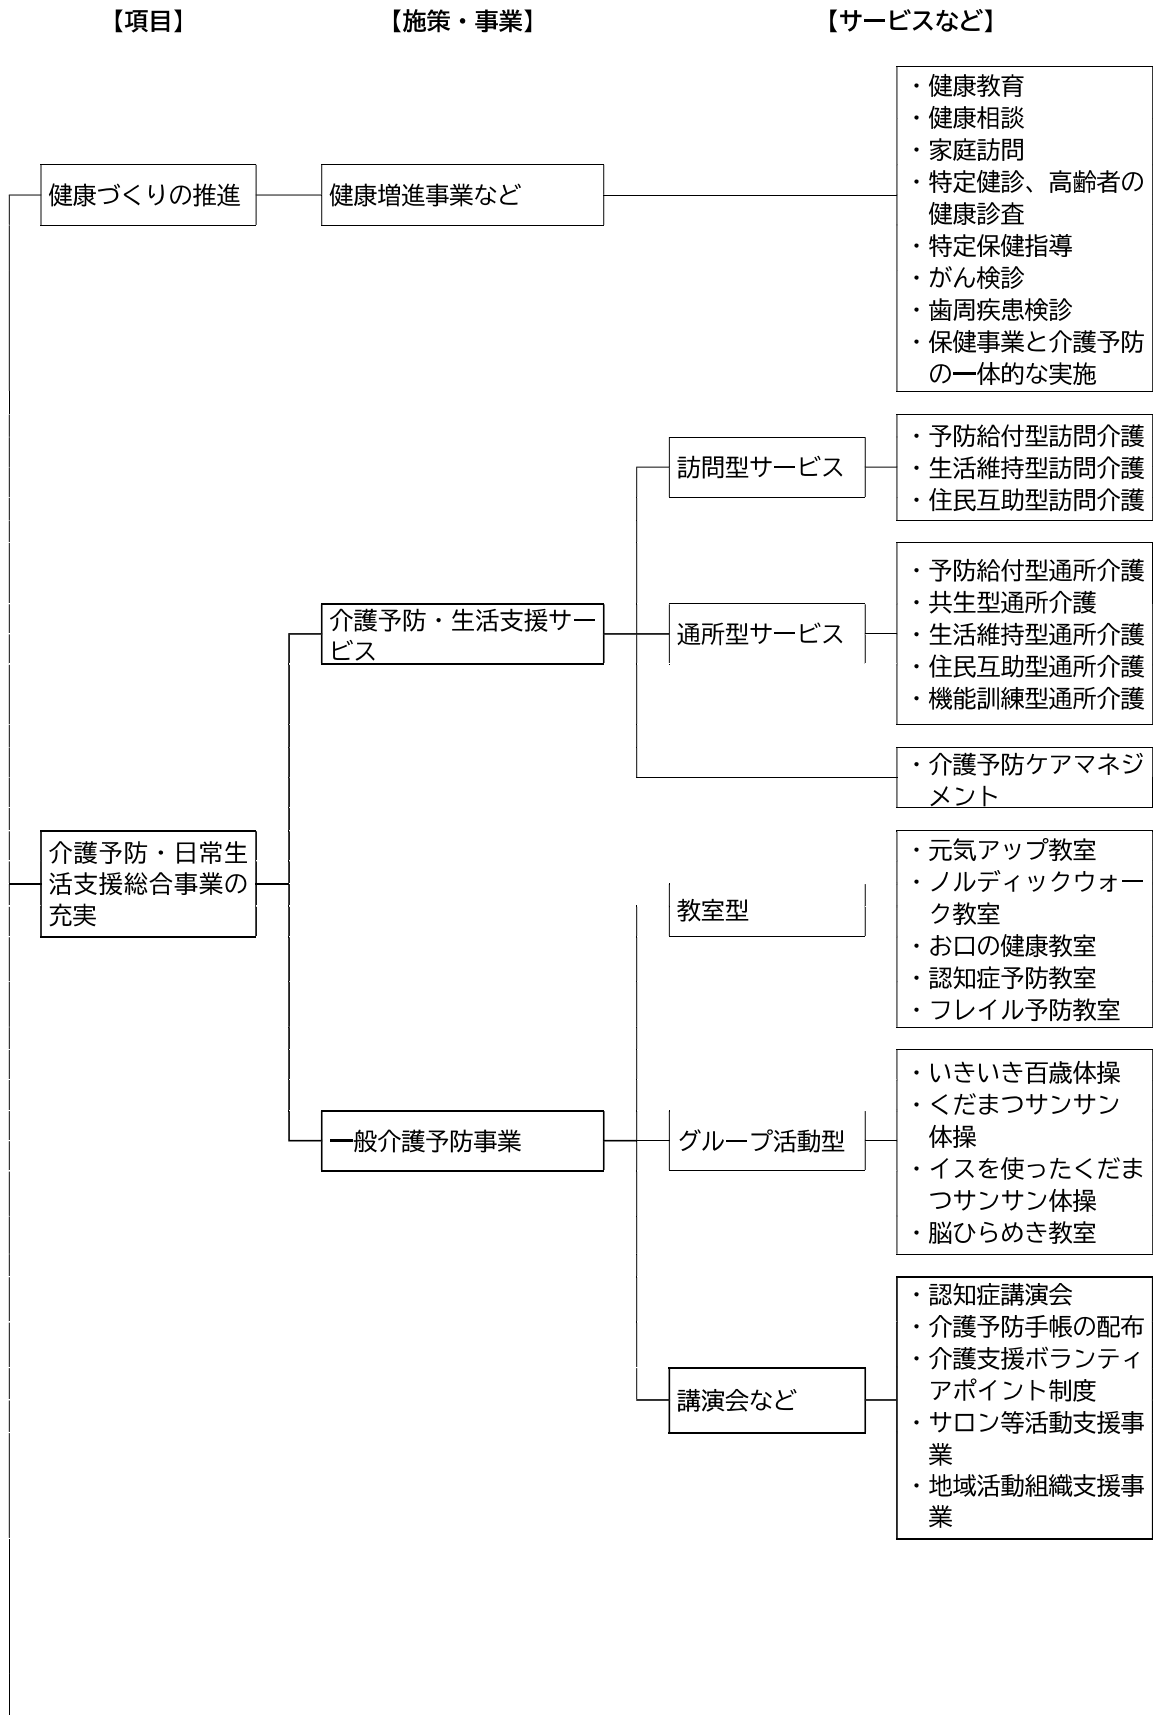 【項目】
【施策・事業】
【サービスなど】
健康づくりの推進
健康増進事業など
・健康教育
・健康相談
・家庭訪問
・特定健診、高齢者の
健康診査
・特定保健指導
・がん検診
・歯周疾患検診
・保健事業と介護予防
の一体的な実施
介護予防・日常生
活支援総合事業の
充実
介護予防・生活支援サー
ビス
訪問型サービス
・予防給付型訪問介護
・生活維持型訪問介護
・住民互助型訪問介護
通所型サービス
・予防給付型通所介護
・共生型通所介護
・生活維持型通所介護
・住民互助型通所介護
・機能訓練型通所介護
・介護予防ケアマネジ
メント
一般介護予防事業
教室型
・元気アップ教室
・ノルディックウォー
ク教室
・お口の健康教室
・認知症予防教室
・フレイル予防教室
グループ活動型
・いきいき百歳体操
・くだまつサンサン
体操
・イスを使ったくだま
つサンサン体操
・脳ひらめき教室
講演会など
・認知症講演会
・介護予防手帳の配布
・介護支援ボランティ
アポイント制度
・サロン等活動支援事
業
・地域活動組織支援事
業